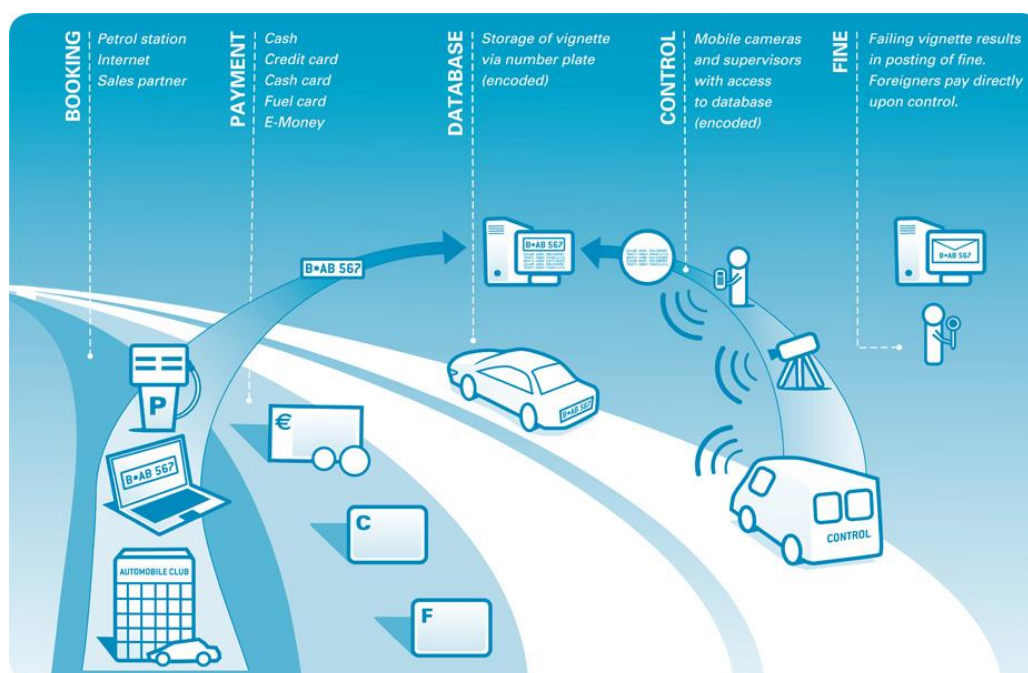 BOOKING
Petrol station
Internet
Sales partner
PAYMENT
Cash
Credit card
Cash card
Fuel card
E-Money
DATABASE
Storage of vignette
via number plate
(encoded)
CONTROL
Mobile cameras
and supervisors
with access
to database
(encoded)
FINE
Failing vignette results
in posting of fine.
Foreigners pay directly
upon control.
B•AB 567
B•AB 567
B•AB 567
P
B•AB 567
€
B•AB 567
C
CONTROL
AUTOMOBILE CLUB
F